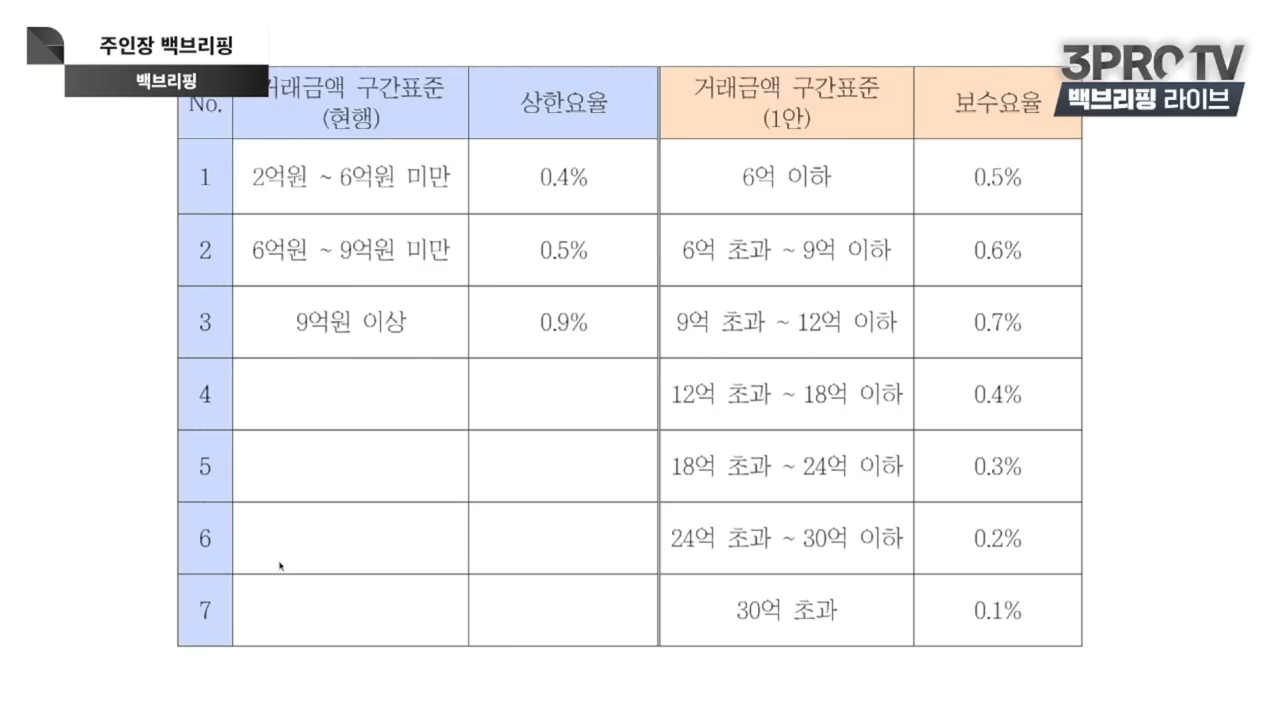 주인장 백브리핑
백브리핑
3PRO TV
백브리핑 라이브
No. 거래금액 구간표준 (현행) 상한요율 거래금액 구간표준 (1안) 보수요율
1 2억원 ~ 6억원 미만 0.4% 6억 이하 0.5%
2 6억원 ~ 9억원 미만 0.5% 6억 초과 ~ 9억 이하 0.6%
3 9억원 이상 0.9% 9억 초과 ~ 12억 이하 0.7%
4 12억 초과 ~ 18억 이하 0.4%
5 18억 초과 ~ 24억 이하 0.3%
6 24억 초과 ~ 30억 이하 0.2%
7 30억 초과 0.1%